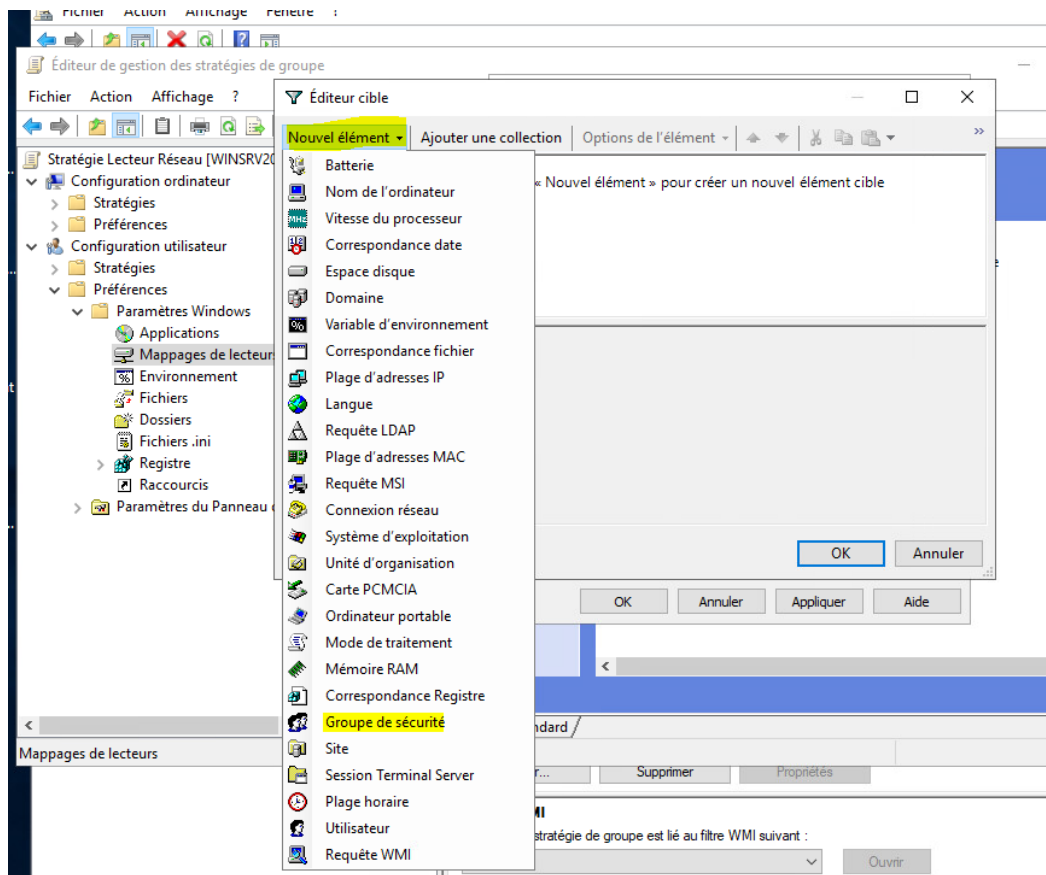 Fichier Action Affichage Fenêtre ?
Éditeur de gestion des stratégies de groupe
Fichier Action Affichage ?
Stratégie Lecteur Réseau [WINSRV20
Configuration ordinateur
Stratégies
Préférences
Configuration utilisateur
Stratégies
Préférences
Paramètres Windows
Applications
Mappages de lecteur
Environnement
Fichiers
Dossiers
Fichiers .ini
Registre
Raccourcis
Paramètres du Panneau
Mappages de lecteurs
Éditeur cible
Nouvel élément Ajouter une collection Options de l'élément
« Nouvel élément » pour créer un nouvel élément cible
Batterie
Nom de l'ordinateur
Vitesse du processeur
Correspondance date
Espace disque
Domaine
Variable d'environnement
Correspondance fichier
Plage d'adresses IP
Langue
Requête LDAP
Plage d'adresses MAC
Requête MSI
Connexion réseau
Système d'exploitation
Unité d'organisation
Carte PCMCIA
Ordinateur portable
Mode de traitement
Mémoire RAM
Correspondance Registre
Groupe de sécurité
Site
Session Terminal Server
Plage horaire
Utilisateur
Requête WMI
OK Annuler
OK Annuler Appliquer Aide
ndard
Supprimer Propriétés
MI
stratégie de groupe est lié au filtre WMI suivant :
Ouvrir